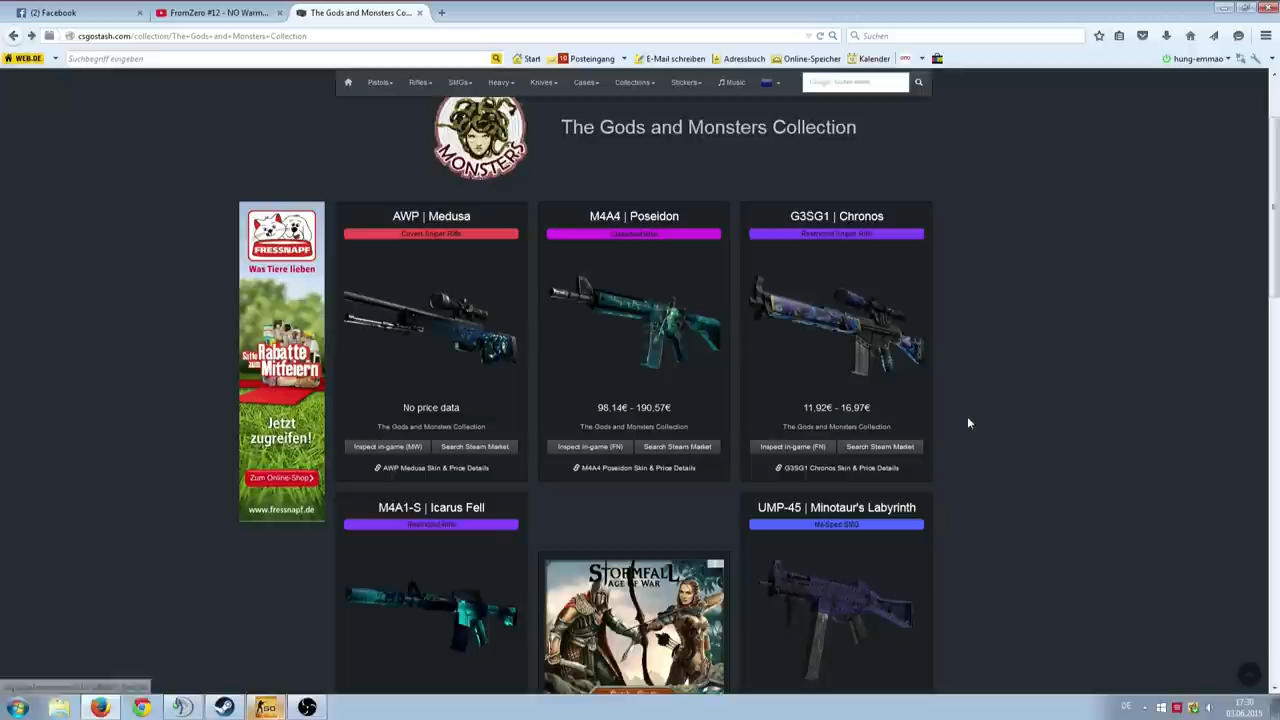 (2) Facebook
FromZero #12 - NO Warm...
The Gods and Monsters Co...
csgostash.com/collection/The+Gods+and+Monsters+Collection
Suchen
WEB.DE
Suchbegriff eingeben
Start
Posteingang
E-Mail schreiben
Adressbuch
Online-Speicher
Kalender
hung-emmao
Pistols
Rifles
SMGs
Heavy
Knives
Cases
Collections
Stickers
Music
MONSTERS
The Gods and Monsters Collection
FRESSNAPF
Was Tiere lieben
Satte Rabatte
zum
Mitfeiern
Jetzt
zugreifen!
Zum Online-Shop
www.fressnapf.de
AWP | Medusa
Covert Sniper Rifle
No price data
The Gods and Monsters Collection
Inspect in-game (MW)
Search Steam Market
AWP Medusa Skin & Price Details
M4A4 | Poseidon
Classified Rifle
98,14€ - 190,57€
The Gods and Monsters Collection
Inspect in-game (FN)
Search Steam Market
M4A4 Poseidon Skin & Price Details
G3SG1 | Chronos
Restricted Sniper Rifle
11,92€ - 16,97€
The Gods and Monsters Collection
Inspect in-game (FN)
Search Steam Market
G3SG1 Chronos Skin & Price Details
M4A1-S | Icarus Fell
Restricted Rifle
STORMFALL
AGE OF WAR
UMP-45 | Minotaur's Labyrinth
Mil-Spec SMG
DE
17:30
03.06.2015